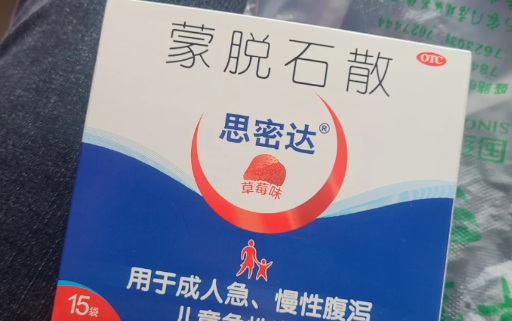 蒙脱石散
OTC
思密达®
草莓味
用于成人急、慢性腹泻
15袋